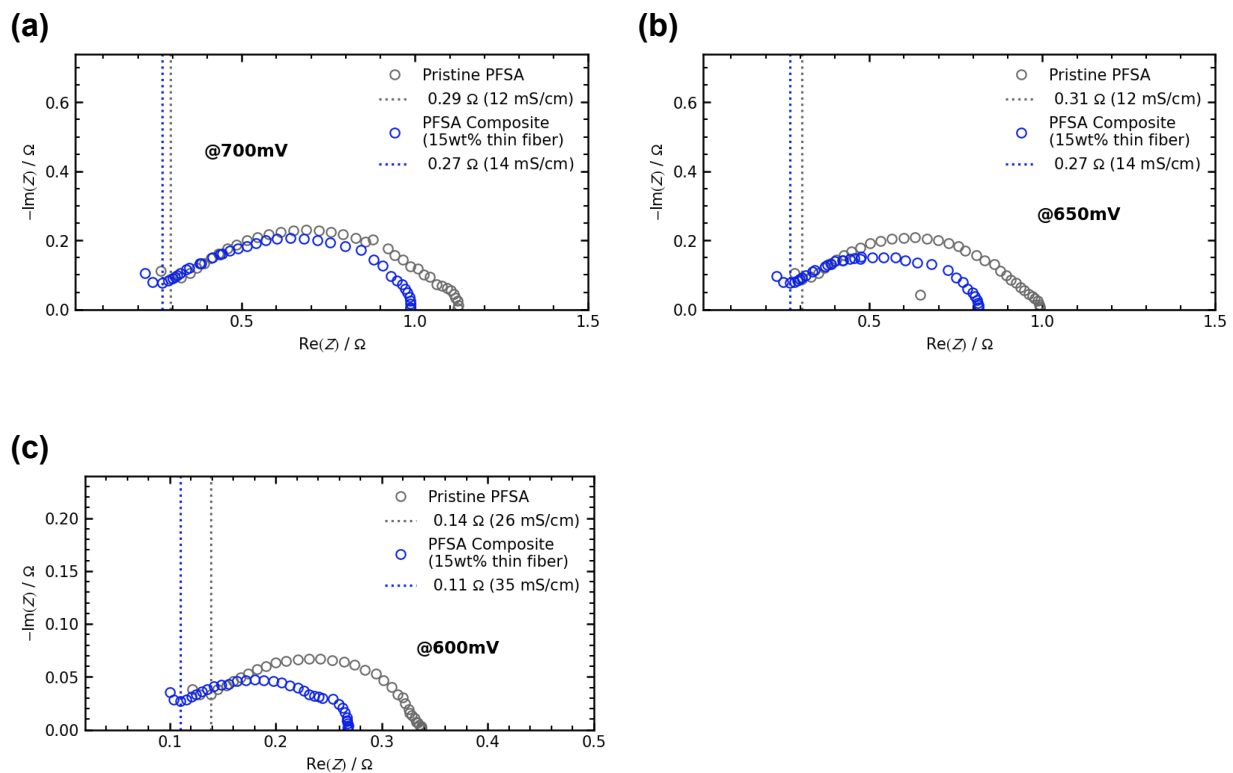 (a)
0.6
0.4
0.2
0.0
−Im(Z) / Ω
@700mV
Pristine PFSA
0.29 Ω (12 mS/cm)
PFSA Composite
(15wt% thin fiber)
0.27 Ω (14 mS/cm)
0.5
1.0
1.5
Re(Z) / Ω
(b)
0.6
0.4
0.2
0.0
−Im(Z) / Ω
Pristine PFSA
0.31 Ω (12 mS/cm)
PFSA Composite
(15wt% thin fiber)
0.27 Ω (14 mS/cm)
@650mV
0.5
1.0
1.5
Re(Z) / Ω
(c)
0.20
0.15
0.10
0.05
0.00
−Im(Z) / Ω
Pristine PFSA
0.14 Ω (26 mS/cm)
PFSA Composite
(15wt% thin fiber)
0.11 Ω (35 mS/cm)
@600mV
0.1
0.2
0.3
0.4
0.5
Re(Z) / Ω